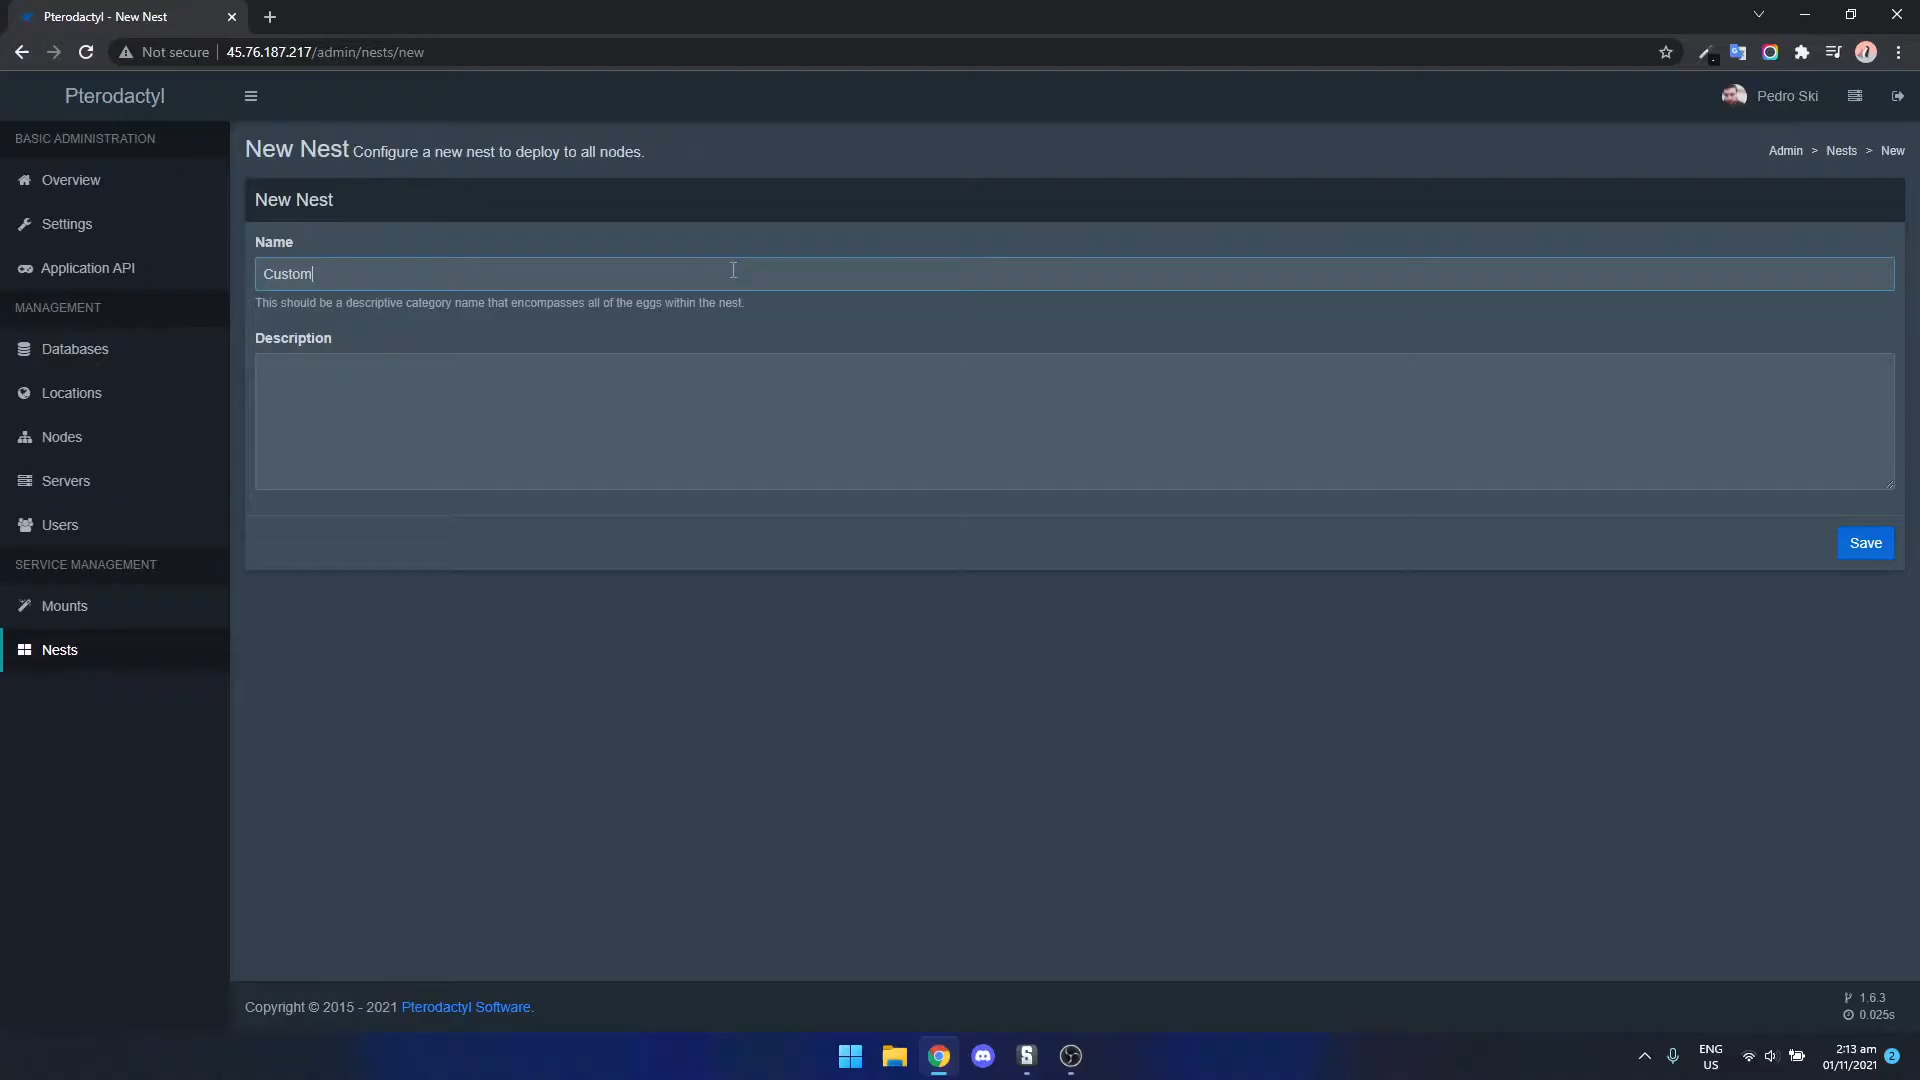 Pterodactyl - New Nest
Not secure
45.76.187.217/admin/nests/new
Pterodactyl
Pedro Ski
BASIC ADMINISTRATION
Overview
Settings
Application API
MANAGEMENT
Databases
Locations
Nodes
Servers
Users
SERVICE MANAGEMENT
Mounts
Nests
New Nest Configure a new nest to deploy to all nodes.
Admin > Nests > New
New Nest
Name
Custom
This should be a descriptive category name that encompasses all of the eggs within the nest.
Description
Save
Copyright © 2015 - 2021 Pterodactyl Software.
1.6.3
0.025s
ENG
US
2:13 am
01/11/2021
2